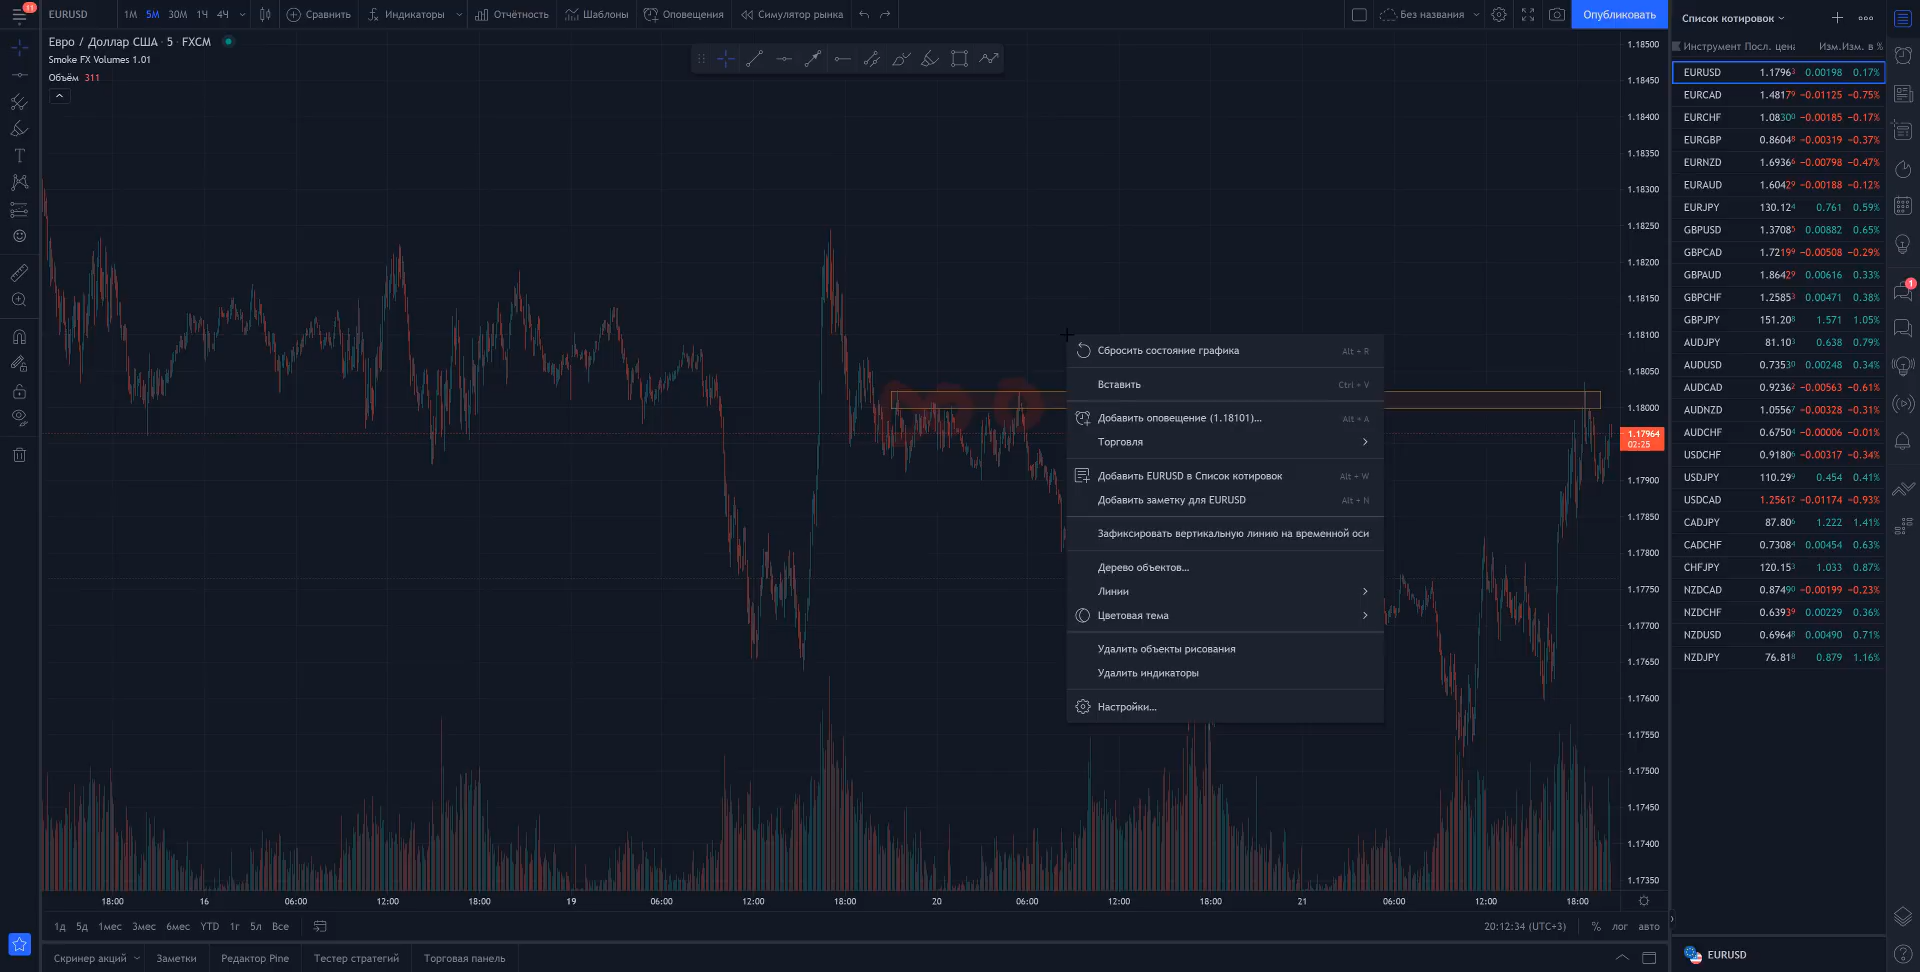 11
EURUSD
1М 5М 30М 1Ч 4Ч
Сравнить
Индикаторы
Отчётность
Шаблоны
Оповещения
Симулятор рынка
Без названия
Опубликовать
Евро / Доллар США · 5 · FXCM
Smoke FX Volumes 1.01
Объём 311
Сбросить состояние графика Alt + R
Вставить Ctrl + V
Добавить оповещение (1.18101)... Alt + A
Торговля
Добавить EURUSD в Список котировок Alt + W
Добавить заметку для EURUSD Alt + N
Зафиксировать вертикальную линию на временной оси
Дерево объектов...
Линии
Цветовая тема
Удалить объекты рисования
Удалить индикаторы
Настройки...
1.18500
1.18450
1.18400
1.18350
1.18300
1.18250
1.18200
1.18150
1.18100
1.18050
1.18000
1.17964
02:25
1.17900
1.17850
1.17800
1.17750
1.17700
1.17650
1.17600
1.17550
1.17500
1.17450
1.17400
1.17350
18:00 16 06:00 12:00 18:00 19 06:00 12:00 18:00 20 06:00 12:00 18:00 21 06:00 12:00 18:00
1д 5д 1мес 3мес 6мес YTD 1г 5л Все
20:12:34 (UTC+3) % лог авто
Скринер акций Заметки Редактор Pine Тестер стратегий Торговая панель
Список котировок
Инструмент Посл. цена Изм. Изм. в %
EURUSD 1.17963 0.00198 0.17%
EURCAD 1.48179 −0.01125 −0.75%
EURCHF 1.08300 −0.00185 −0.17%
EURGBP 0.86048 −0.00319 −0.37%
EURNZD 1.69366 −0.00798 −0.47%
EURAUD 1.60429 −0.00188 −0.12%
EURJPY 130.124 0.761 0.59%
GBPUSD 1.37085 0.00882 0.65%
GBPCAD 1.72199 −0.00508 −0.29%
GBPAUD 1.86429 0.00616 0.33%
GBPCHF 1.25853 0.00471 0.38%
GBPJPY 151.208 1.571 1.05%
AUDJPY 81.103 0.638 0.79%
AUDUSD 0.73530 0.00248 0.34%
AUDCAD 0.92362 −0.00563 −0.61%
AUDNZD 1.05567 −0.00328 −0.31%
AUDCHF 0.67504 −0.00006 −0.01%
USDCHF 0.91806 −0.00317 −0.34%
USDJPY 110.299 0.454 0.41%
USDCAD 1.25612 −0.01174 −0.93%
CADJPY 87.806 1.222 1.41%
CADCHF 0.73084 0.00454 0.63%
CHFJPY 120.153 1.033 0.87%
NZDCAD 0.87490 −0.00199 −0.23%
NZDCHF 0.63939 0.00229 0.36%
NZDUSD 0.69648 0.00490 0.71%
NZDJPY 76.818 0.879 1.16%
1
EURUSD